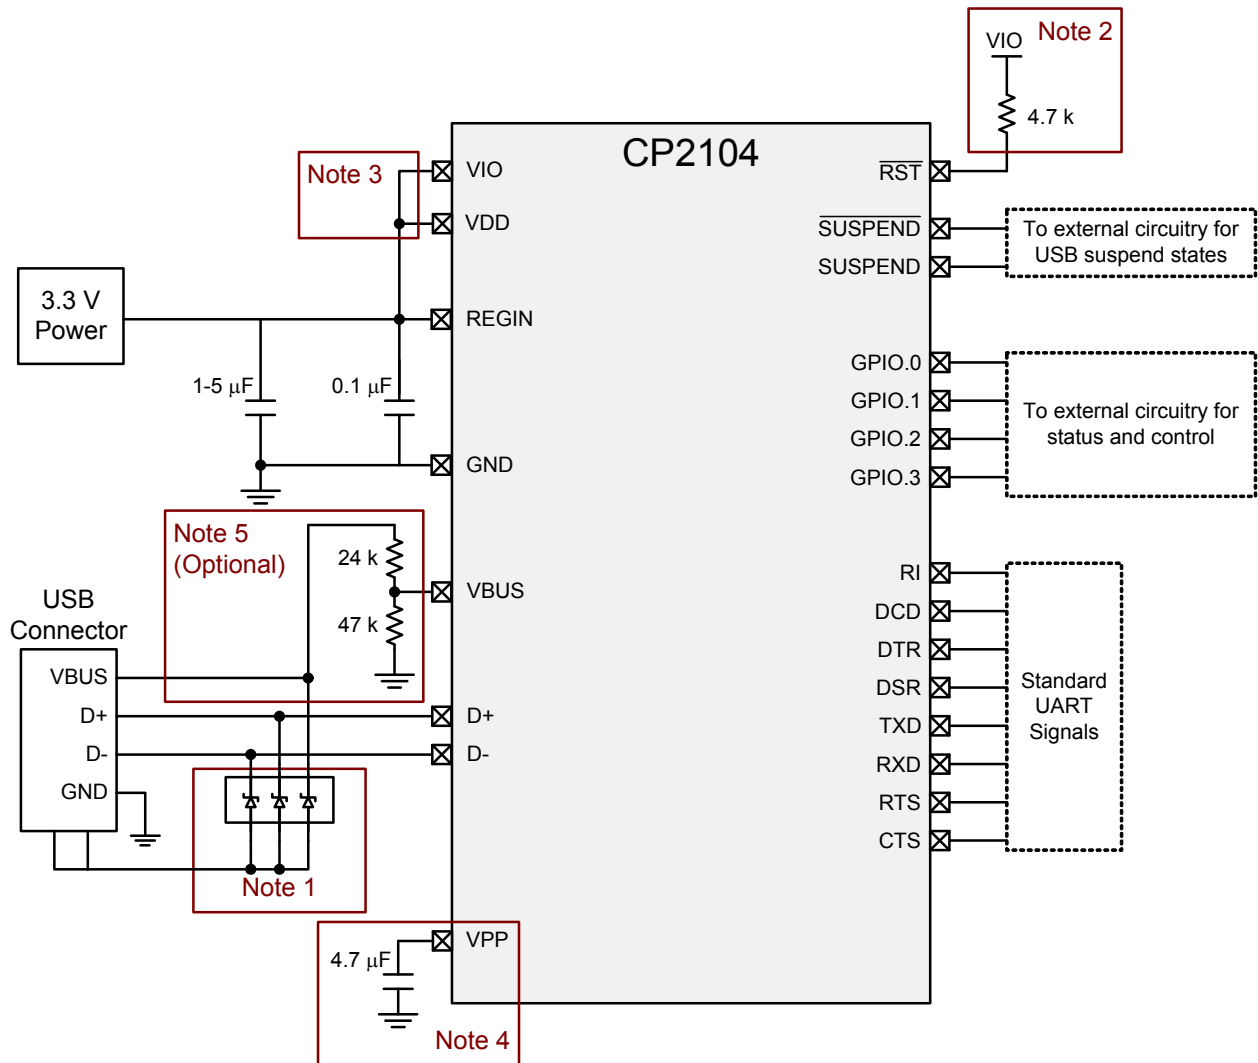 VIO
Note 2
4.7 k
CP2104
Note 3
VIO
VDD
RST
SUSPEND
SUSPEND
To external circuitry for
USB suspend states
3.3 V
Power
REGIN
1-5 μF
0.1 μF
GND
GPIO.0
GPIO.1
GPIO.2
GPIO.3
To external circuitry for
status and control
Note 5
(Optional)
24 k
47 k
VBUS
USB
Connector
VBUS
D+
D-
GND
D+
D-
RI
DCD
DTR
DSR
TXD
RXD
RTS
CTS
Standard
UART
Signals
Note 1
VPP
4.7 μF
Note 4